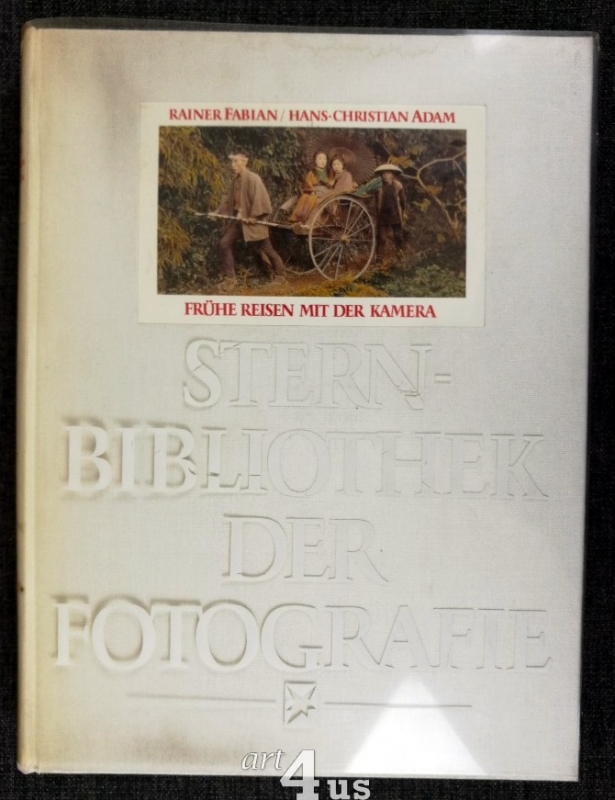 RAINER FABIAN / HANS-CHRISTIAN ADAM
FRÜHE REISEN MIT DER KAMERA
STERN-
BIBLIOTHEK
DER
FOTOGRAFIE
art4us